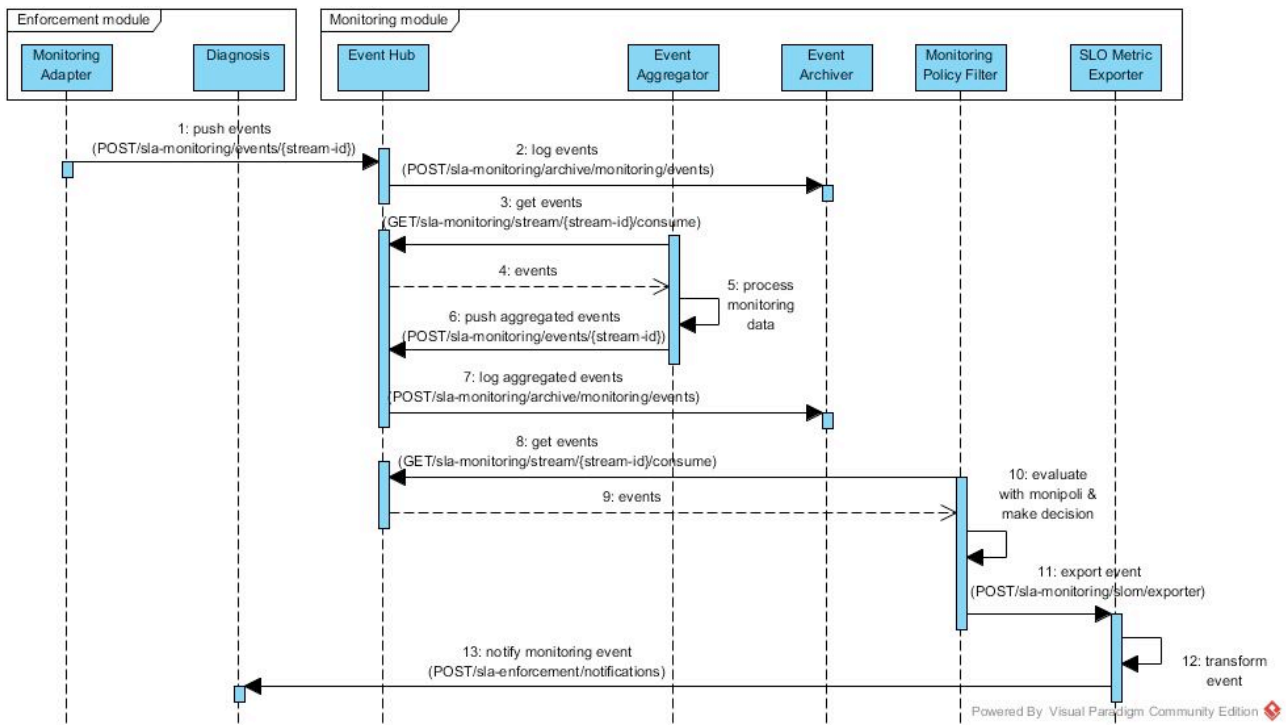 Enforcement module
Monitoring module
Monitoring
Adapter
Diagnosis
Event Hub
Event
Aggregator
Event
Archiver
Monitoring
Policy Filter
SLO Metric
Exporter
1: push events
(POST/sla-monitoring/events/{stream-id})
2: log events
(POST/sla-monitoring/archive/monitoring/events)
3: get events
(GET/sla-monitoring/stream/{stream-id}/consume)
4: events
5: process
monitoring
data
6: push aggregated events
(POST/sla-monitoring/events/{stream-id})
7: log aggregated events
(POST/sla-monitoring/archive/monitoring/events)
8: get events
(GET/sla-monitoring/stream/{stream-id}/consume)
9: events
10: evaluate
with monipoli &
make decision
11: export event
(POST/sla-monitoring/slom/exporter)
12: transform
event
13: notify monitoring event
(POST/sla-enforcement/notifications)
Powered By Visual Paradigm Community Edition